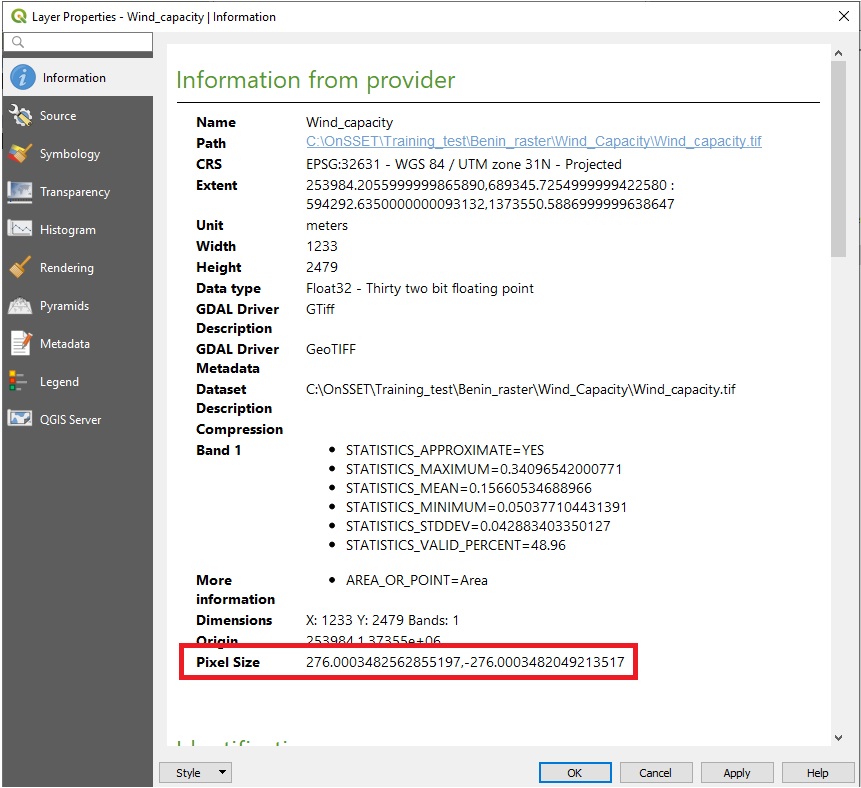 Layer Properties - Wind_capacity | Information
Information
Source
Symbology
Transparency
Histogram
Rendering
Pyramids
Metadata
Legend
QGIS Server
Information from provider
Name Wind_capacity
Path C:\OnSSET\Training_test\Benin_raster\Wind_Capacity\Wind_capacity.tif
CRS EPSG:32631 - WGS 84 / UTM zone 31N - Projected
Extent 253984.2055999999865890,689345.7254999999422580 :
594292.6350000000093132,1373550.5886999999638647
Unit meters
Width 1233
Height 2479
Data type Float32 - Thirty two bit floating point
GDAL Driver GTiff
Description
GDAL Driver GeoTIFF
Metadata
Dataset C:\OnSSET\Training_test\Benin_raster\Wind_Capacity\Wind_capacity.tif
Description
Compression
Band 1 • STATISTICS_APPROXIMATE=YES
• STATISTICS_MAXIMUM=0.34096542000771
• STATISTICS_MEAN=0.15660534688966
• STATISTICS_MINIMUM=0.050377104431391
• STATISTICS_STDDEV=0.042883403350127
• STATISTICS_VALID_PERCENT=48.96
More • AREA_OR_POINT=Area
information
Dimensions X: 1233 Y: 2479 Bands: 1
Origin 253984,1.37355e+06
Pixel Size 276.0003482562855197,-276.0003482049213517
Style
OK
Cancel
Apply
Help